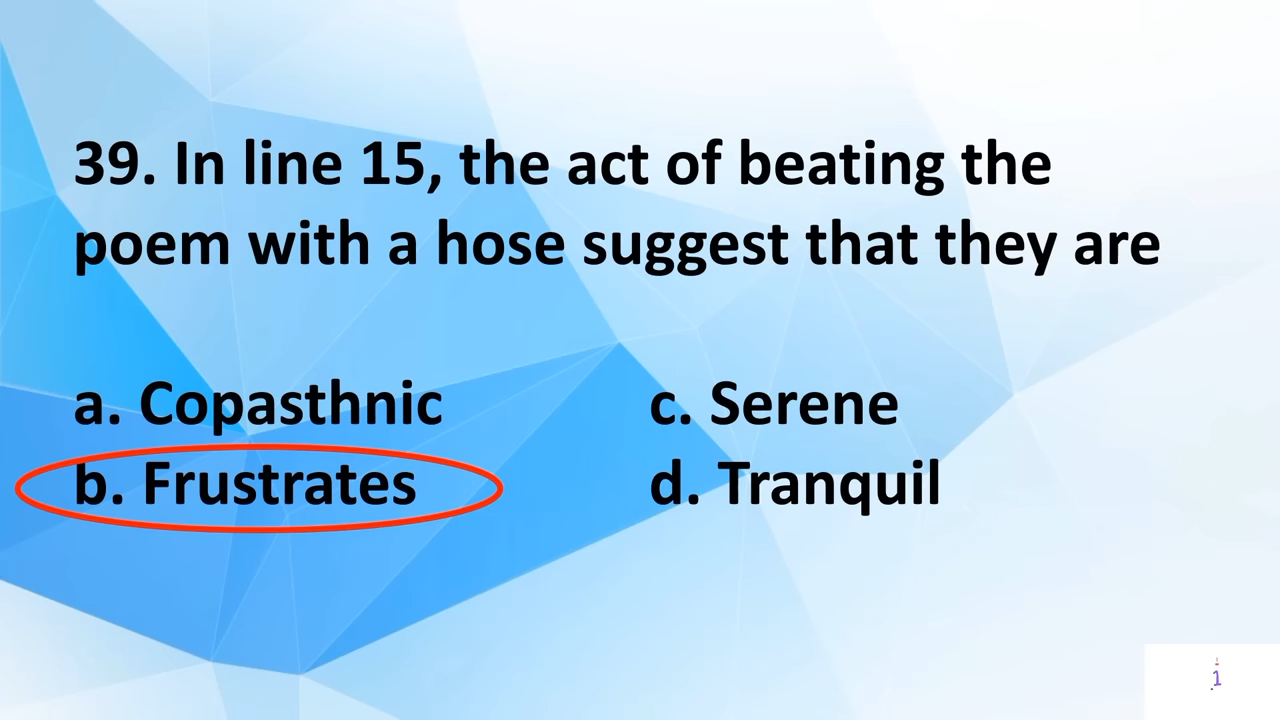 39. In line 15, the act of beating the
poem with a hose suggest that they are
a. Copasthnic
c. Serene
b. Frustrates
d. Tranquil
1